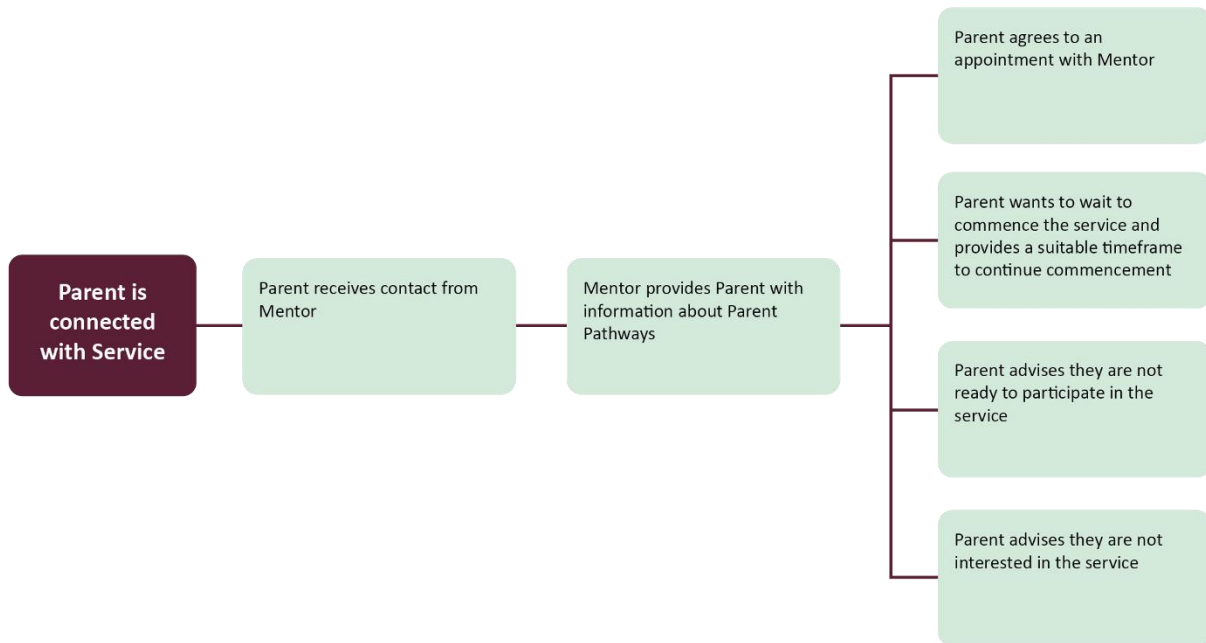 Parent is
connected
with Service
Parent receives contact from
Mentor
Mentor provides Parent with
information about Parent
Pathways
Parent agrees to an
appointment with Mentor
Parent wants to wait to
commence the service and
provides a suitable timeframe
to continue commencement
Parent advises they are not
ready to participate in the
service
Parent advises they are not
interested in the service